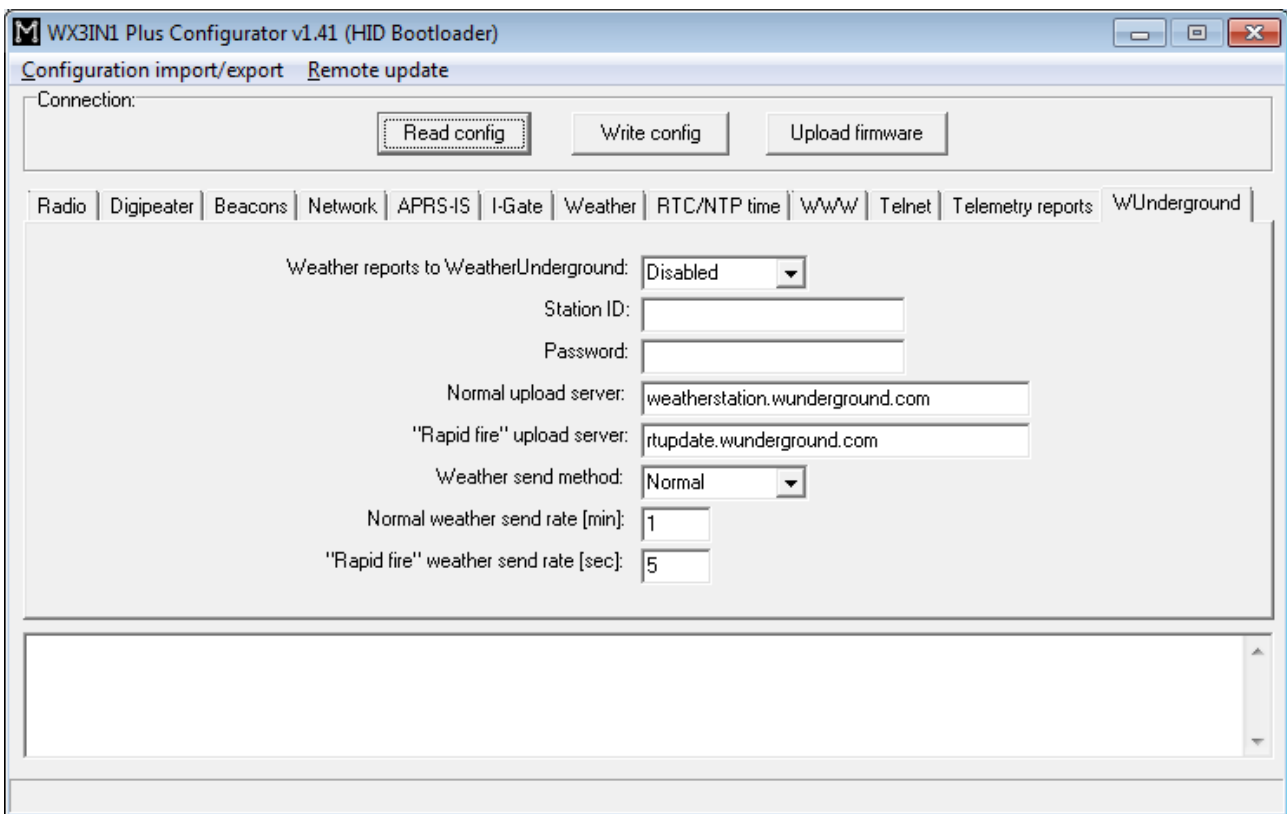 WX3IN1 Plus Configurator v1.41 (HID Bootloader)
Configuration import/export Remote update
Connection:
Read config Write config Upload firmware
Radio Digipeater Beacons Network APRS-IS I-Gate Weather RTC/NTP time WWW Telnet Telemetry reports WUnderground
Weather reports to WeatherUnderground: Disabled
Station ID:
Password:
Normal upload server: weatherstation.wunderground.com
"Rapid fire" upload server: rtupdate.wunderground.com
Weather send method: Normal
Normal weather send rate [min]: 1
"Rapid fire" weather send rate [sec]: 5